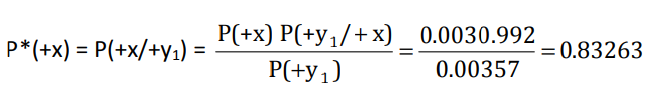 P*(+x) = P(+x/+y₁) = P(+x) P(+y₁/+ x) / P(+y₁) = 0.0030.992 / 0.00357 = 0.83263